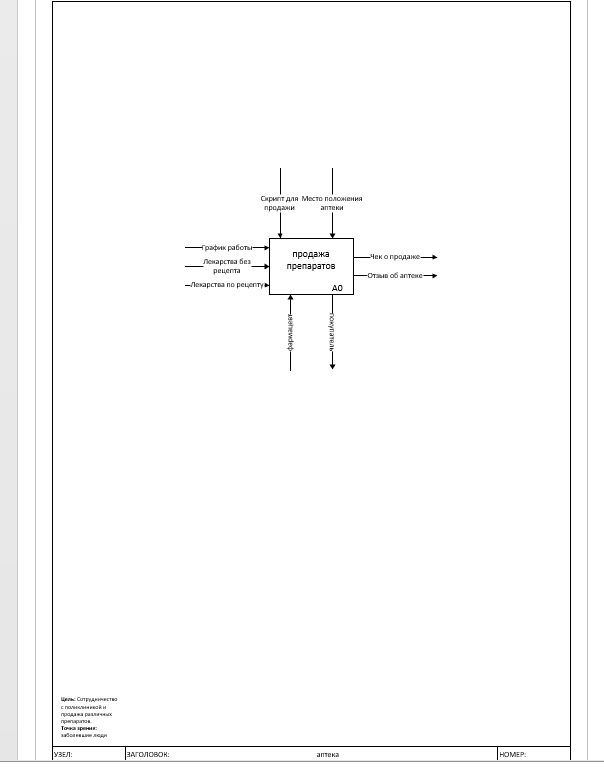 Скрипт для
продажи
Место положения
аптеки
График работы
Лекарства без
рецепта
Лекарства по рецепту
продажа
препаратов
A0
Чек о продаже
Отзыв об аптеке
фармацевт
покупатель
Цель: Сотрудничество
с поликлиникой и
продажа различных
препаратов.
Точка зрения:
заболевшие люди
УЗЕЛ:
ЗАГОЛОВОК:
аптека
НОМЕР: